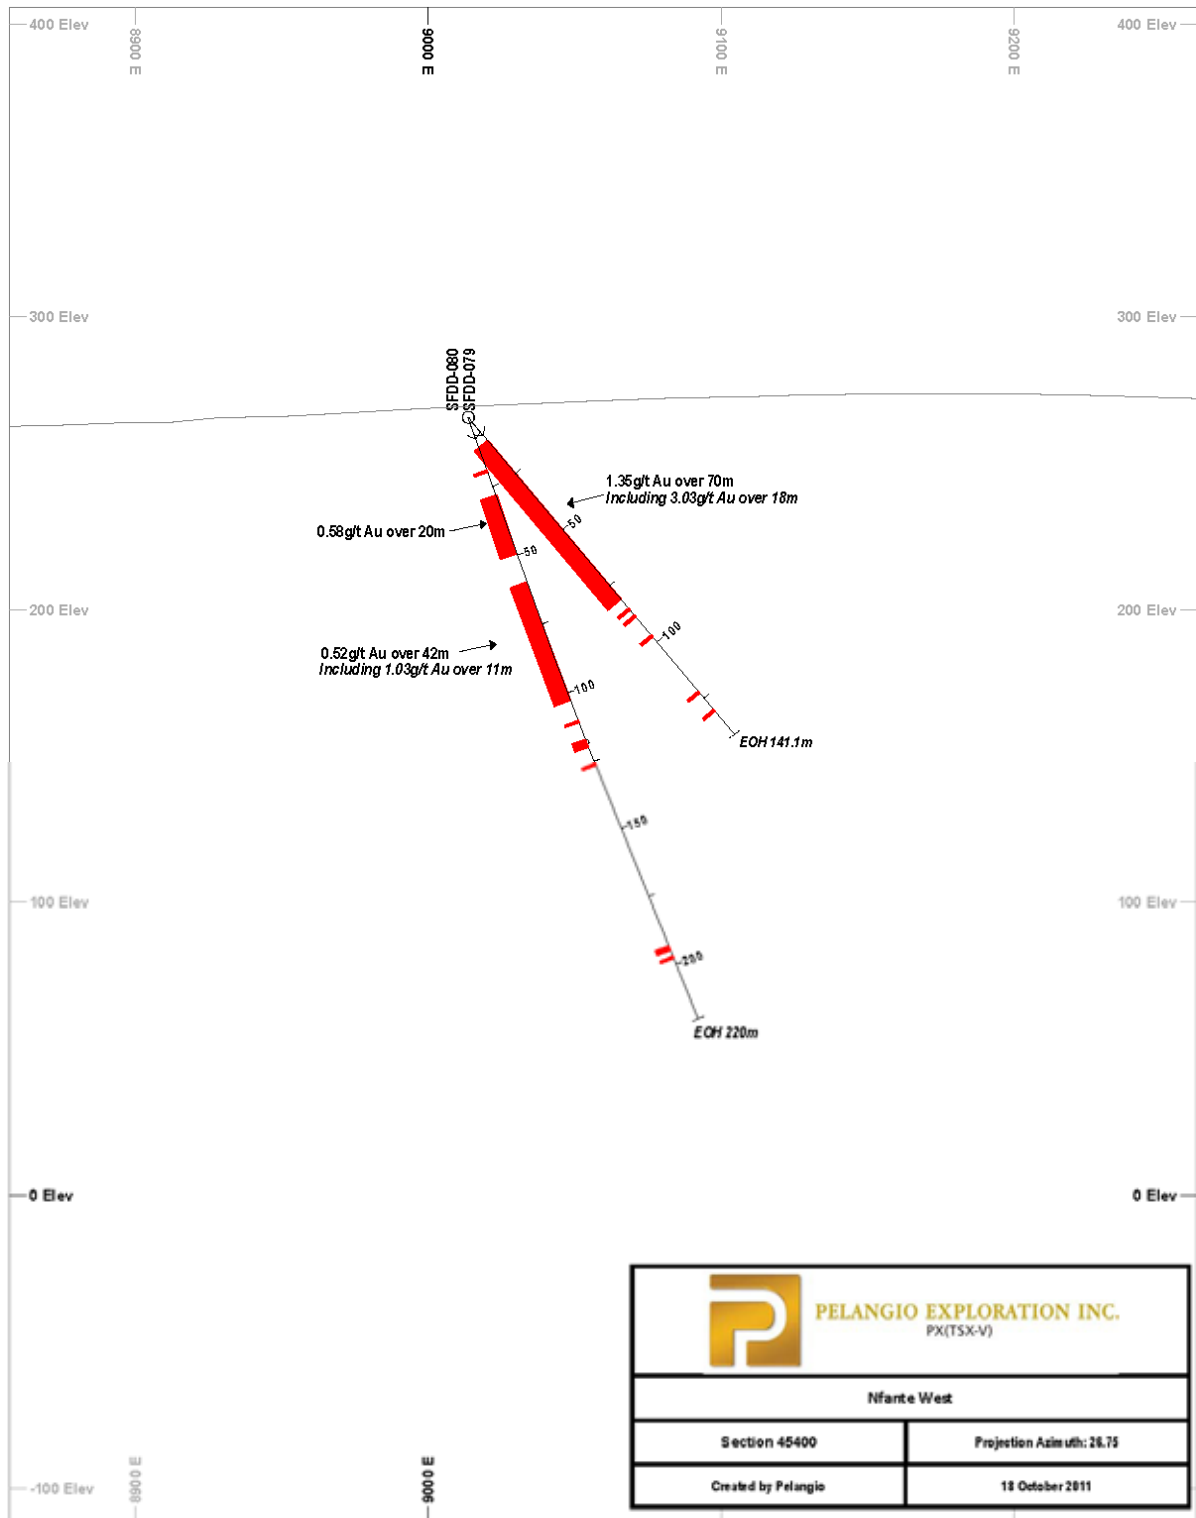 400 Elev
400 Elev
8900 E
9000 E
9100 E
9200 E
300 Elev
300 Elev
SFDD-080
SFDD-079
1.35g/t Au over 70m
Including 3.03g/t Au over 18m
0.58g/t Au over 20m
50
50
200 Elev
200 Elev
100
0.52g/t Au over 42m
Including 1.03g/t Au over 11m
100
EOH 141.1m
150
100 Elev
100 Elev
200
EOH 220m
0 Elev
0 Elev
PELANGIO EXPLORATION INC.
PX(TSX-V)
Nfante West
Section 45400
Projection Azimuth: 26.75
Created by Pelangio
18 October 2011
-100 Elev
8900 E
9000 E